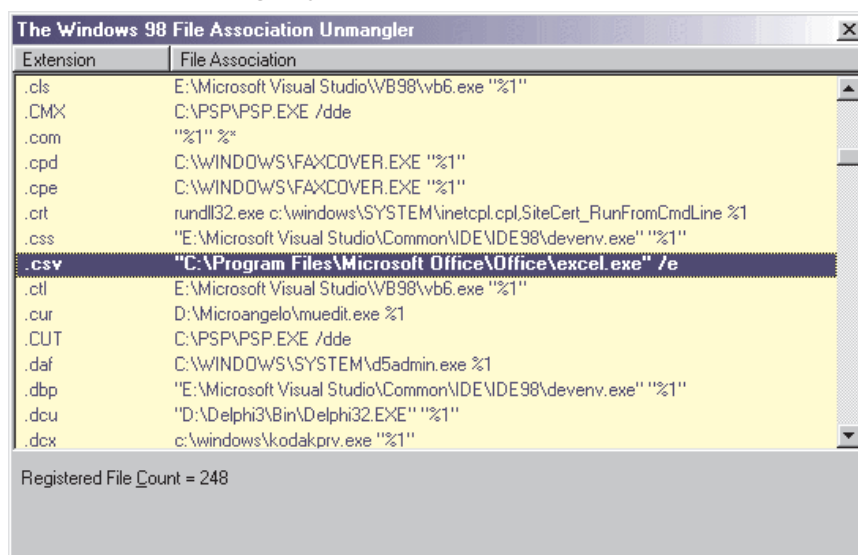 The Windows 98 File Association Unmangler
Extension File Association
.cls E:\Microsoft Visual Studio\VB98\vb6.exe "%1"
.CMX C:\PSP\PSP.EXE /dde
.com "%1" %*
.cpd C:\WINDOWS\FAXCOVER.EXE "%1"
.cpe C:\WINDOWS\FAXCOVER.EXE "%1"
.crt rundll32.exe c:\windows\SYSTEM\inetcpl.cpl,SiteCert_RunFromCmdLine %1
.css "E:\Microsoft Visual Studio\Common\IDE\IDE98\devenv.exe" "%1"
.csv "C:\Program Files\Microsoft Office\Office\excel.exe" /e
.ctl E:\Microsoft Visual Studio\VB98\vb6.exe "%1"
.cur D:\Microangelo\muedit.exe %1
.CUT C:\PSP\PSP.EXE /dde
.daf C:\WINDOWS\SYSTEM\d5admin.exe %1
.dbp "E:\Microsoft Visual Studio\Common\IDE\IDE98\devenv.exe" "%1"
.dcu "D:\Delphi3\Bin\Delphi32.EXE" "%1"
.dcx c:\windows\kodakprv.exe "%1"
Registered File Count = 248